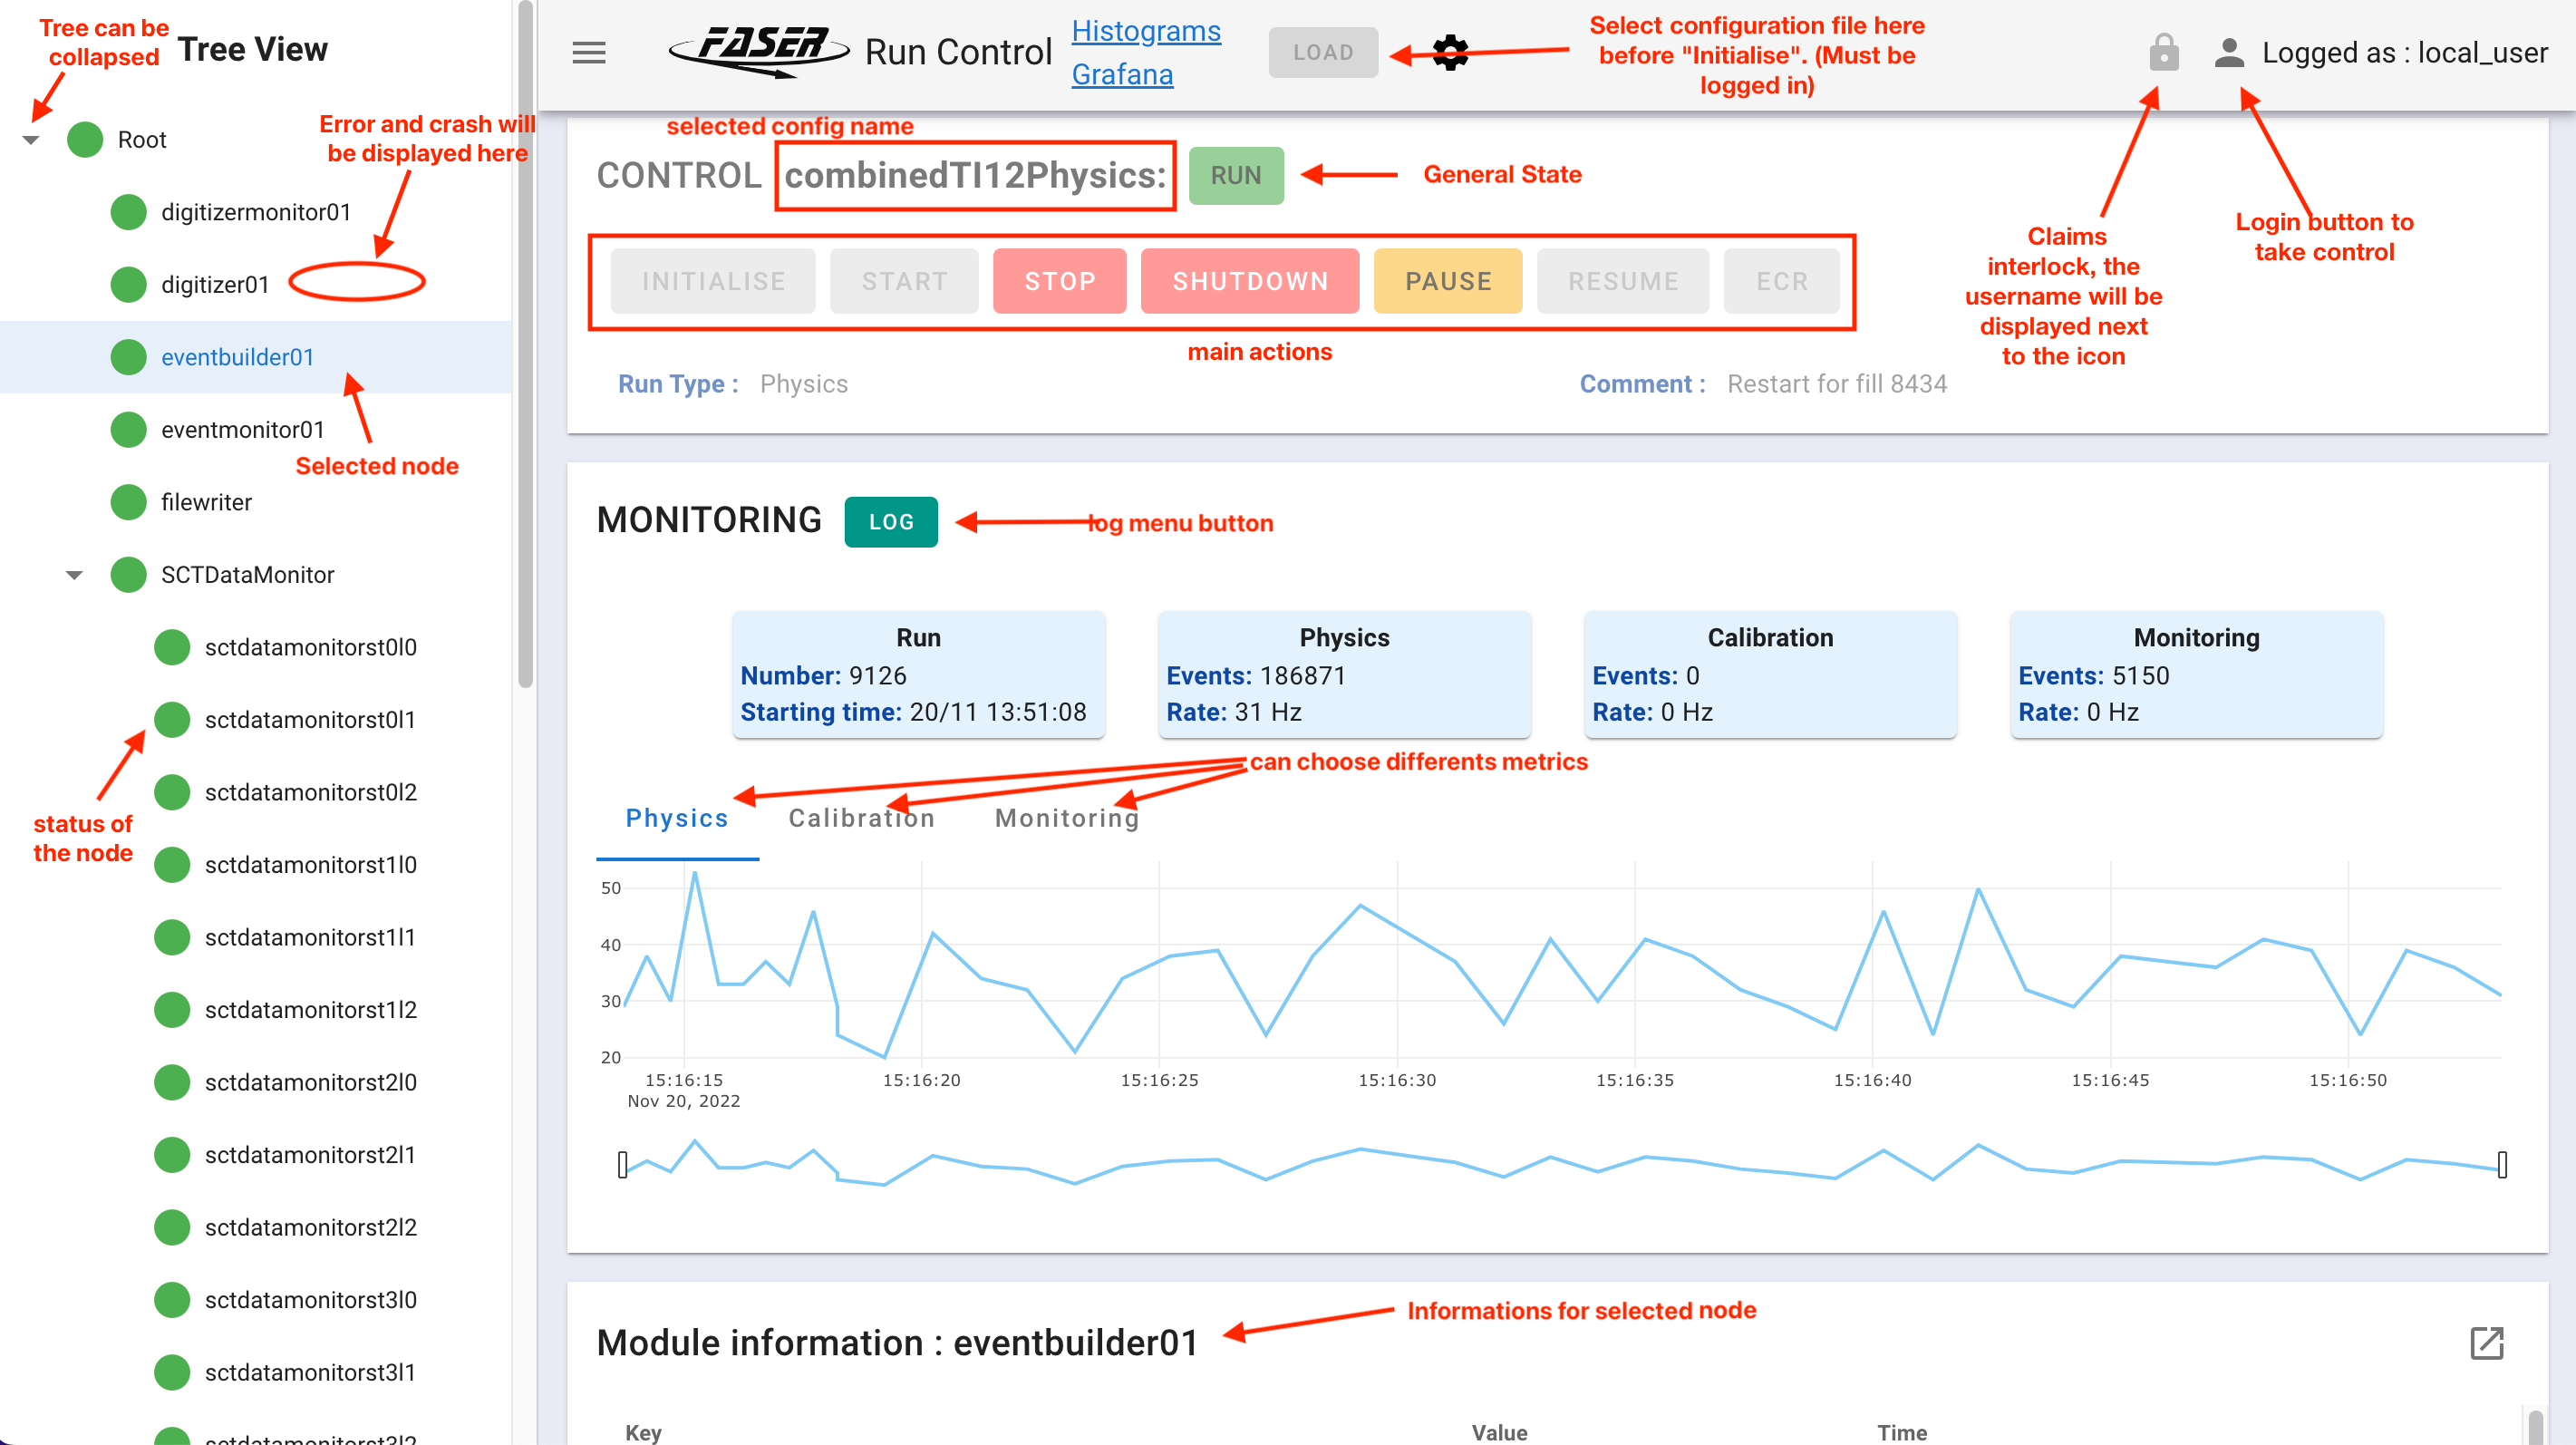 Tree can be
collapsed
Tree View
Error and crash will
be displayed here
Root
digitizermonitor01
digitizer01
eventbuilder01
eventmonitor01
Selected node
filewriter
SCTDataMonitor
sctdatamonitorst0l0
sctdatamonitorst0l1
sctdatamonitorst0l2
status of
the node
sctdatamonitorst1l0
sctdatamonitorst1l1
sctdatamonitorst1l2
sctdatamonitorst2l0
sctdatamonitorst2l1
sctdatamonitorst2l2
sctdatamonitorst3l0
sctdatamonitorst3l1
sctdatamonitorst3l2
FASER Run Control
Histograms
Grafana
LOAD
Select configuration file here
before "Initialise". (Must be
logged in)
Logged as : local_user
Claims
interlock, the
username will be
displayed next
to the icon
Login button to
take control
selected config name
CONTROL combinedTI12Physics: RUN
General State
INITIALISE START STOP SHUTDOWN PAUSE RESUME ECR
main actions
Run Type : Physics
Comment : Restart for fill 8434
MONITORING LOG
log menu button
Run
Number: 9126
Starting time: 20/11 13:51:08
Physics
Events: 186871
Rate: 31 Hz
Calibration
Events: 0
Rate: 0 Hz
Monitoring
Events: 5150
Rate: 0 Hz
can choose differents metrics
Physics Calibration Monitoring
50
40
30
20
15:16:15 15:16:20 15:16:25 15:16:30 15:16:35 15:16:40 15:16:45 15:16:50
Nov 20, 2022
Informations for selected node
Module information : eventbuilder01
Key Value Time